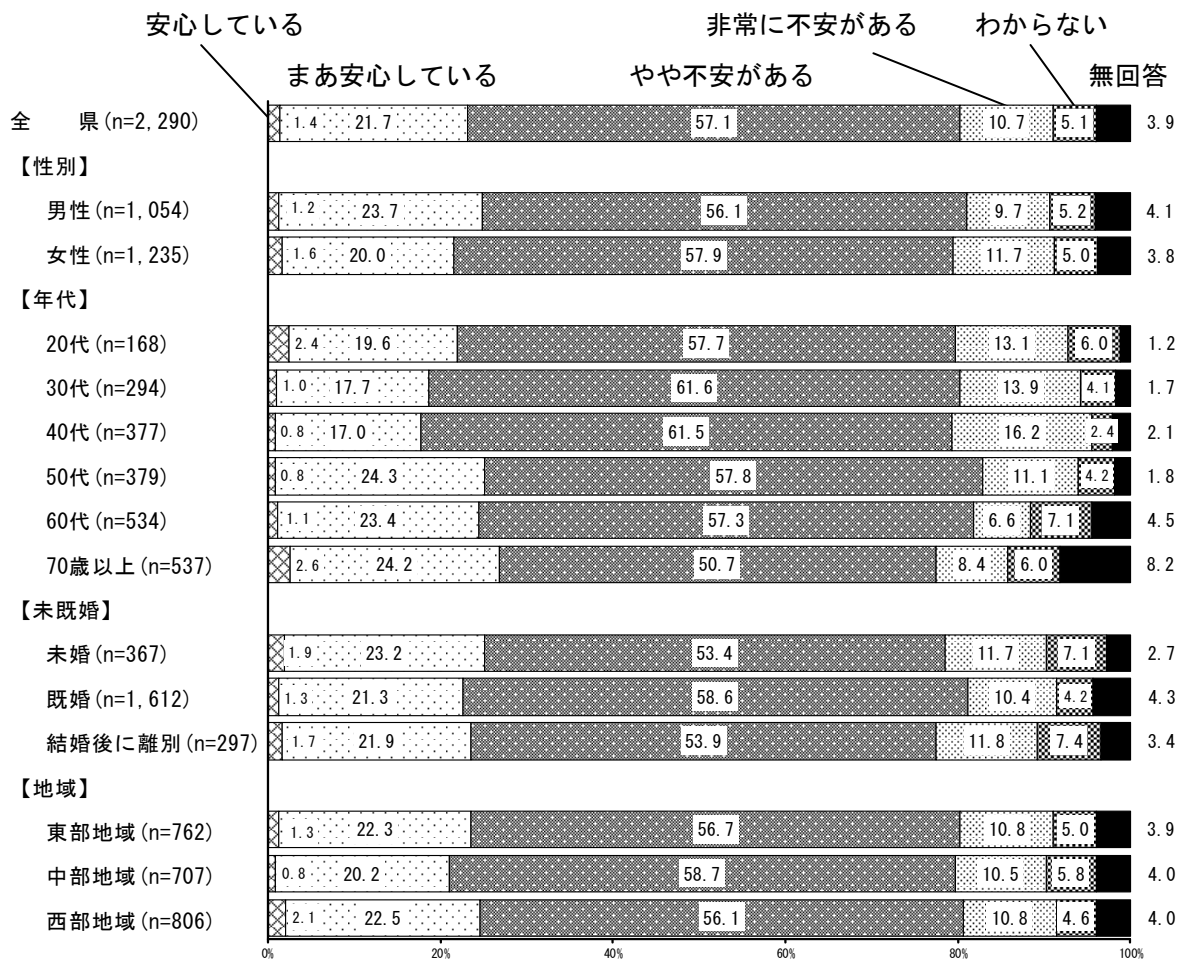 安心している 非常に不安がある わからない
まあ安心している やや不安がある 無回答
全　　県(n=2,290) 1.4 21.7 57.1 10.7 5.1 3.9
【性別】
男性(n=1,054) 1.2 23.7 56.1 9.7 5.2 4.1
女性(n=1,235) 1.6 20.0 57.9 11.7 5.0 3.8
【年代】
20代(n=168) 2.4 19.6 57.7 13.1 6.0 1.2
30代(n=294) 1.0 17.7 61.6 13.9 4.1 1.7
40代(n=377) 0.8 17.0 61.5 16.2 2.4 2.1
50代(n=379) 0.8 24.3 57.8 11.1 4.2 1.8
60代(n=534) 1.1 23.4 57.3 6.6 7.1 4.5
70歳以上(n=537) 2.6 24.2 50.7 8.4 6.0 8.2
【未既婚】
未婚(n=367) 1.9 23.2 53.4 11.7 7.1 2.7
既婚(n=1,612) 1.3 21.3 58.6 10.4 4.2 4.3
結婚後に離別(n=297) 1.7 21.9 53.9 11.8 7.4 3.4
【地域】
東部地域(n=762) 1.3 22.3 56.7 10.8 5.0 3.9
中部地域(n=707) 0.8 20.2 58.7 10.5 5.8 4.0
西部地域(n=806) 2.1 22.5 56.1 10.8 4.6 4.0
0% 20% 40% 60% 80% 100%